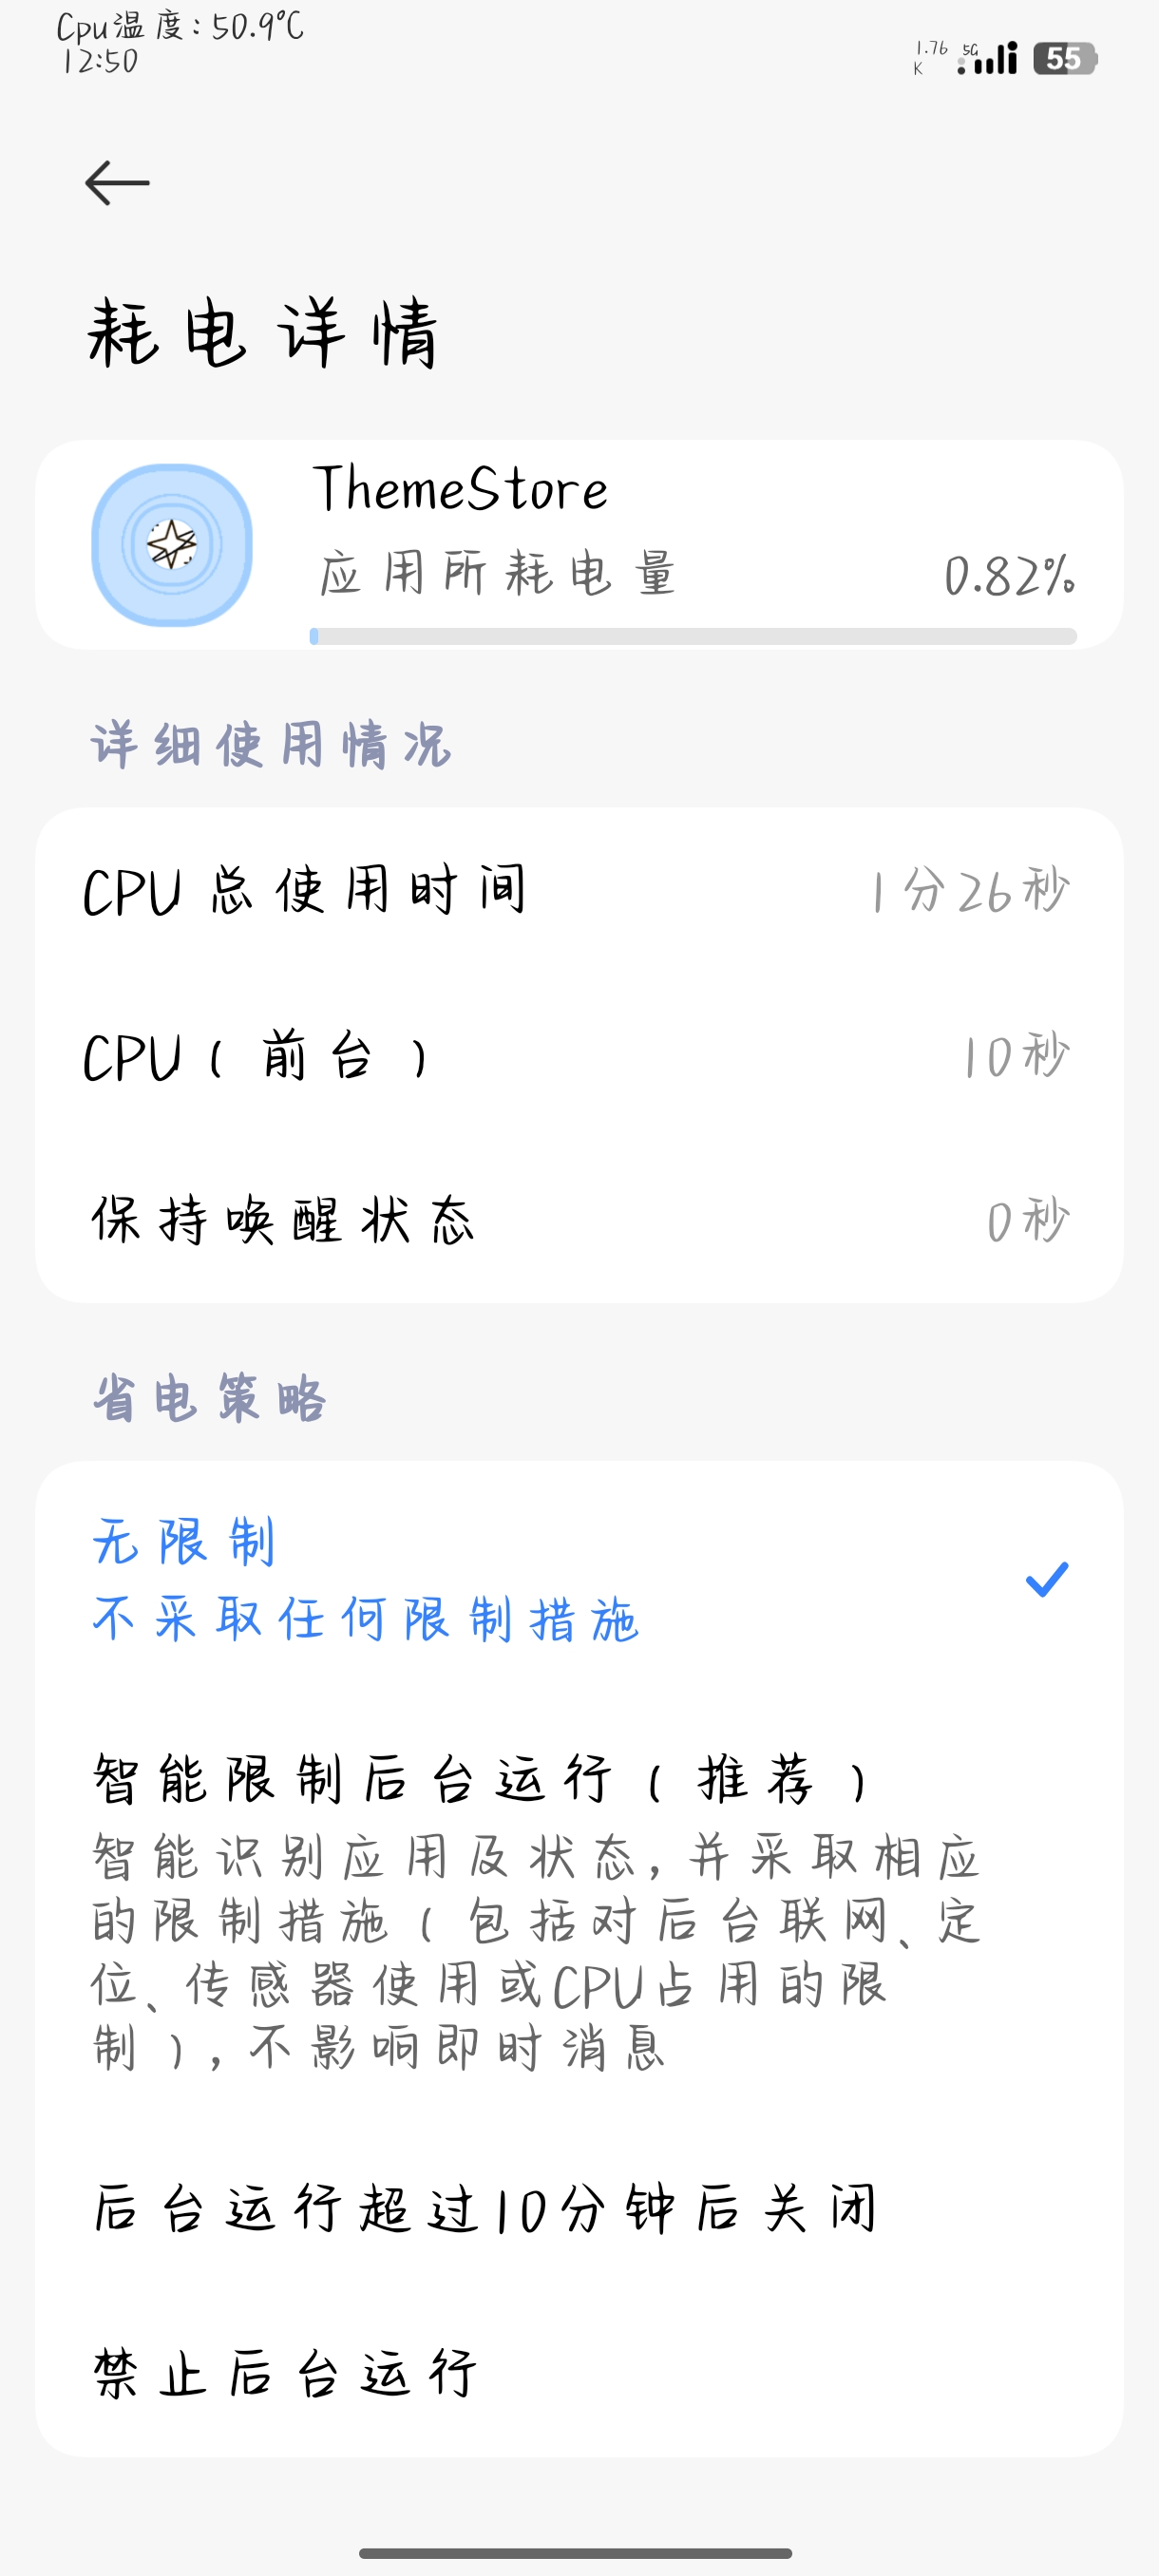 Cpu温度:50.9℃
12:50
1.76
K
5G
55
耗电详情
ThemeStore
应用所耗电量
0.82%
详细使用情况
CPU 总使用时间
1分26秒
CPU(前台)
10秒
保持唤醒状态
0秒
省电策略
无限制
不采取任何限制措施
智能限制后台运行(推荐)
智能识别应用及状态,并采取相应
的限制措施(包括对后台联网、定
位、传感器使用或CPU占用的限
制),不影响即时消息
后台运行超过10分钟后关闭
禁止后台运行